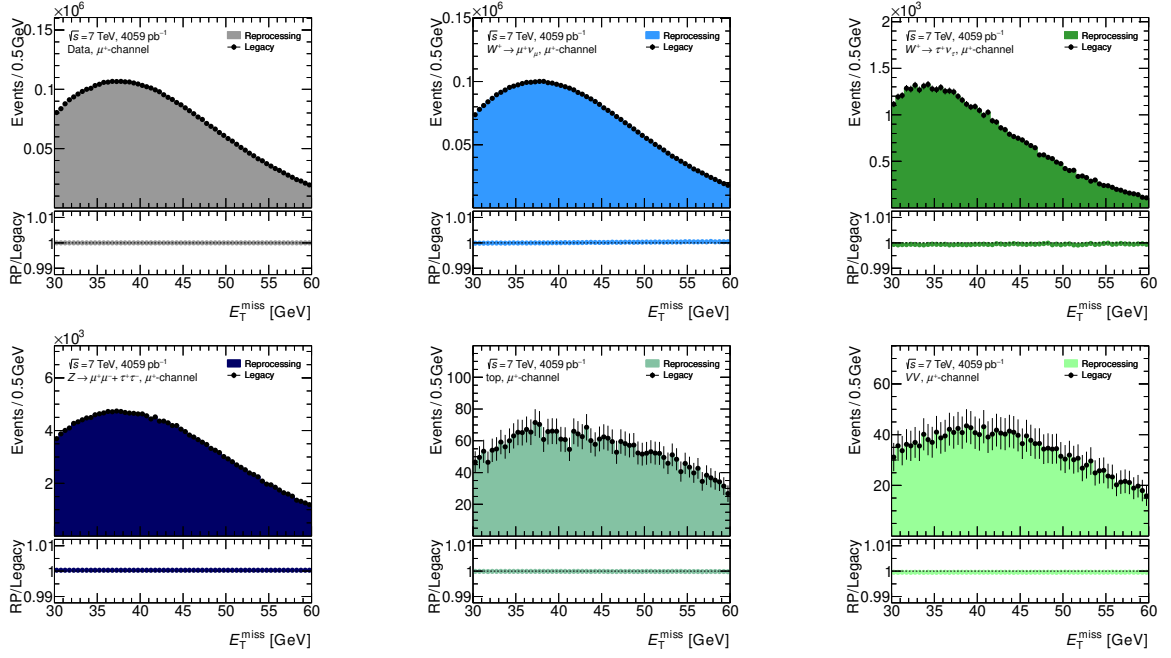 ×10⁶
0.15
0.1
0.05
Events / 0.5 GeV
√s = 7 TeV, 4059 pb⁻¹
Data, μ⁺-channel
Reprocessing
Legacy
RP/Legacy
1.01
1
0.99
30 35 40 45 50 55 60
E_T^miss [GeV]
×10⁶
0.15
0.1
0.05
Events / 0.5 GeV
√s = 7 TeV, 4059 pb⁻¹
W⁺ → μ⁺ν_μ, μ⁺-channel
Reprocessing
Legacy
RP/Legacy
1.01
1
0.99
30 35 40 45 50 55 60
E_T^miss [GeV]
×10³
2
1.5
1
0.5
Events / 0.5 GeV
√s = 7 TeV, 4059 pb⁻¹
W⁺ → τ⁺ν_τ, μ⁺-channel
Reprocessing
Legacy
RP/Legacy
1.01
1
0.99
30 35 40 45 50 55 60
E_T^miss [GeV]
×10³
6
4
2
Events / 0.5 GeV
√s = 7 TeV, 4059 pb⁻¹
Z → μ⁺μ⁻ + τ⁺τ⁻, μ⁺-channel
Reprocessing
Legacy
RP/Legacy
1.01
1
0.99
30 35 40 45 50 55 60
E_T^miss [GeV]
100
80
60
40
20
Events / 0.5 GeV
√s = 7 TeV, 4059 pb⁻¹
top, μ⁺-channel
Reprocessing
Legacy
RP/Legacy
1.01
1
0.99
30 35 40 45 50 55 60
E_T^miss [GeV]
60
40
20
Events / 0.5 GeV
√s = 7 TeV, 4059 pb⁻¹
VV, μ⁺-channel
Reprocessing
Legacy
RP/Legacy
1.01
1
0.99
30 35 40 45 50 55 60
E_T^miss [GeV]